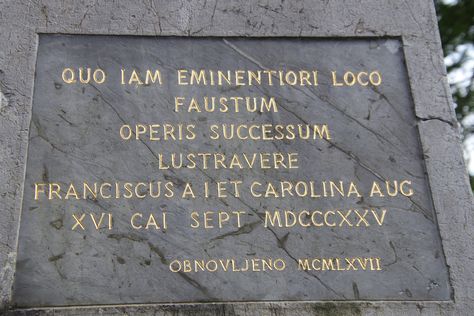 QUO IAM EMINENTIORI LOCO
FAUSTUM
OPERIS SUCCESSUM
LUSTRAVERE
FRANCISCUS A I ET CAROLINA AUG
XVI CAI SEPT MDCCCXXV
OBNOVLJENO MCMLXVII